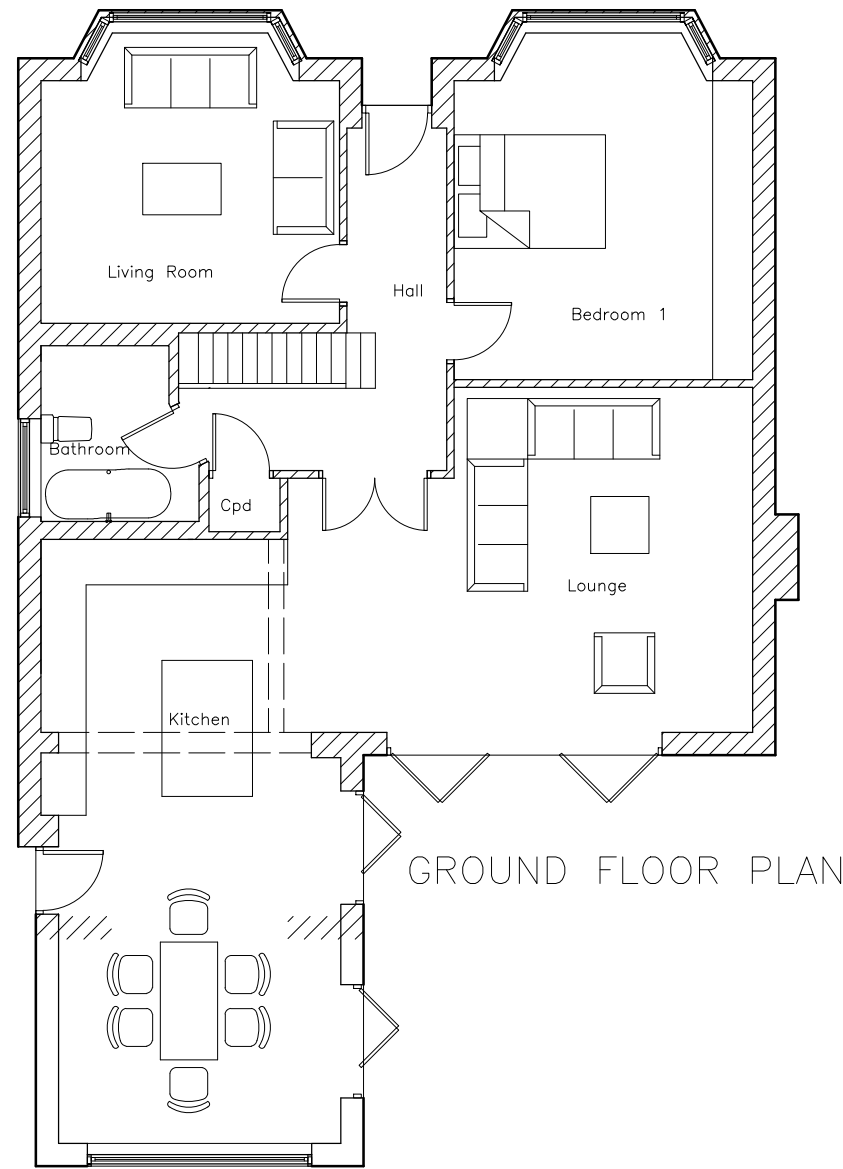 Living Room
Hall
Bedroom 1
Bathroom
Cpd
Lounge
Kitchen
GROUND FLOOR PLAN